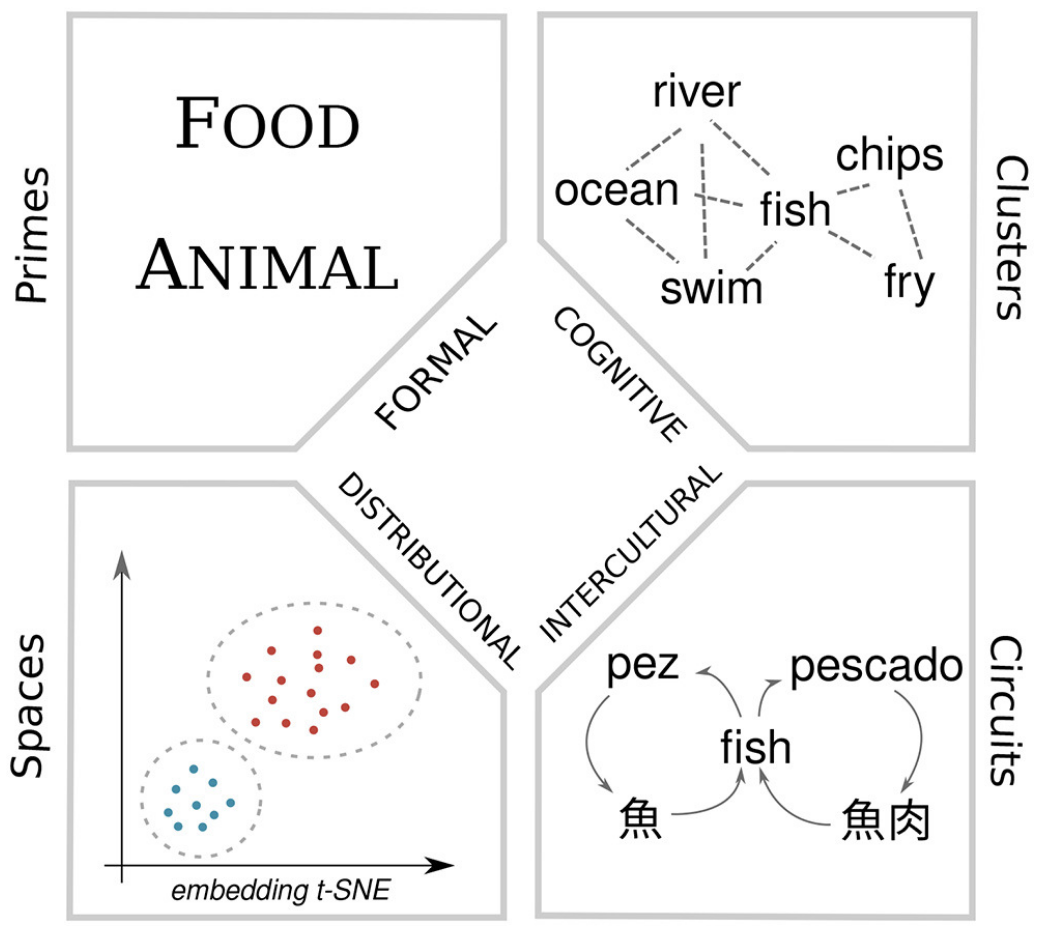 Primes
FOOD
ANIMAL
FORMAL
Clusters
river
chips
ocean
fish
swim
fry
COGNITIVE
Spaces
DISTRIBUTIONAL
embedding t-SNE
Circuits
INTERCULTURAL
pez
pescado
fish
魚
魚肉